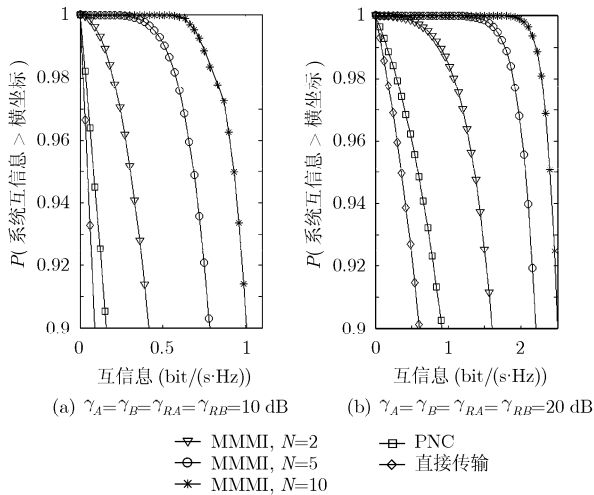 1
0.98
0.96
0.94
0.92
0.9
P(系统互信息 > 横坐标)
0
0.5
1
互信息 (bit/(s·Hz))
(a) γA=γB=γRA=γRB=10 dB
1
0.98
0.96
0.94
0.92
0.9
P(系统互信息 > 横坐标)
0
1
2
互信息 (bit/(s·Hz))
(b) γA=γB=γRA=γRB=20 dB
MMMI, N=2
MMMI, N=5
MMMI, N=10
PNC
直接传输